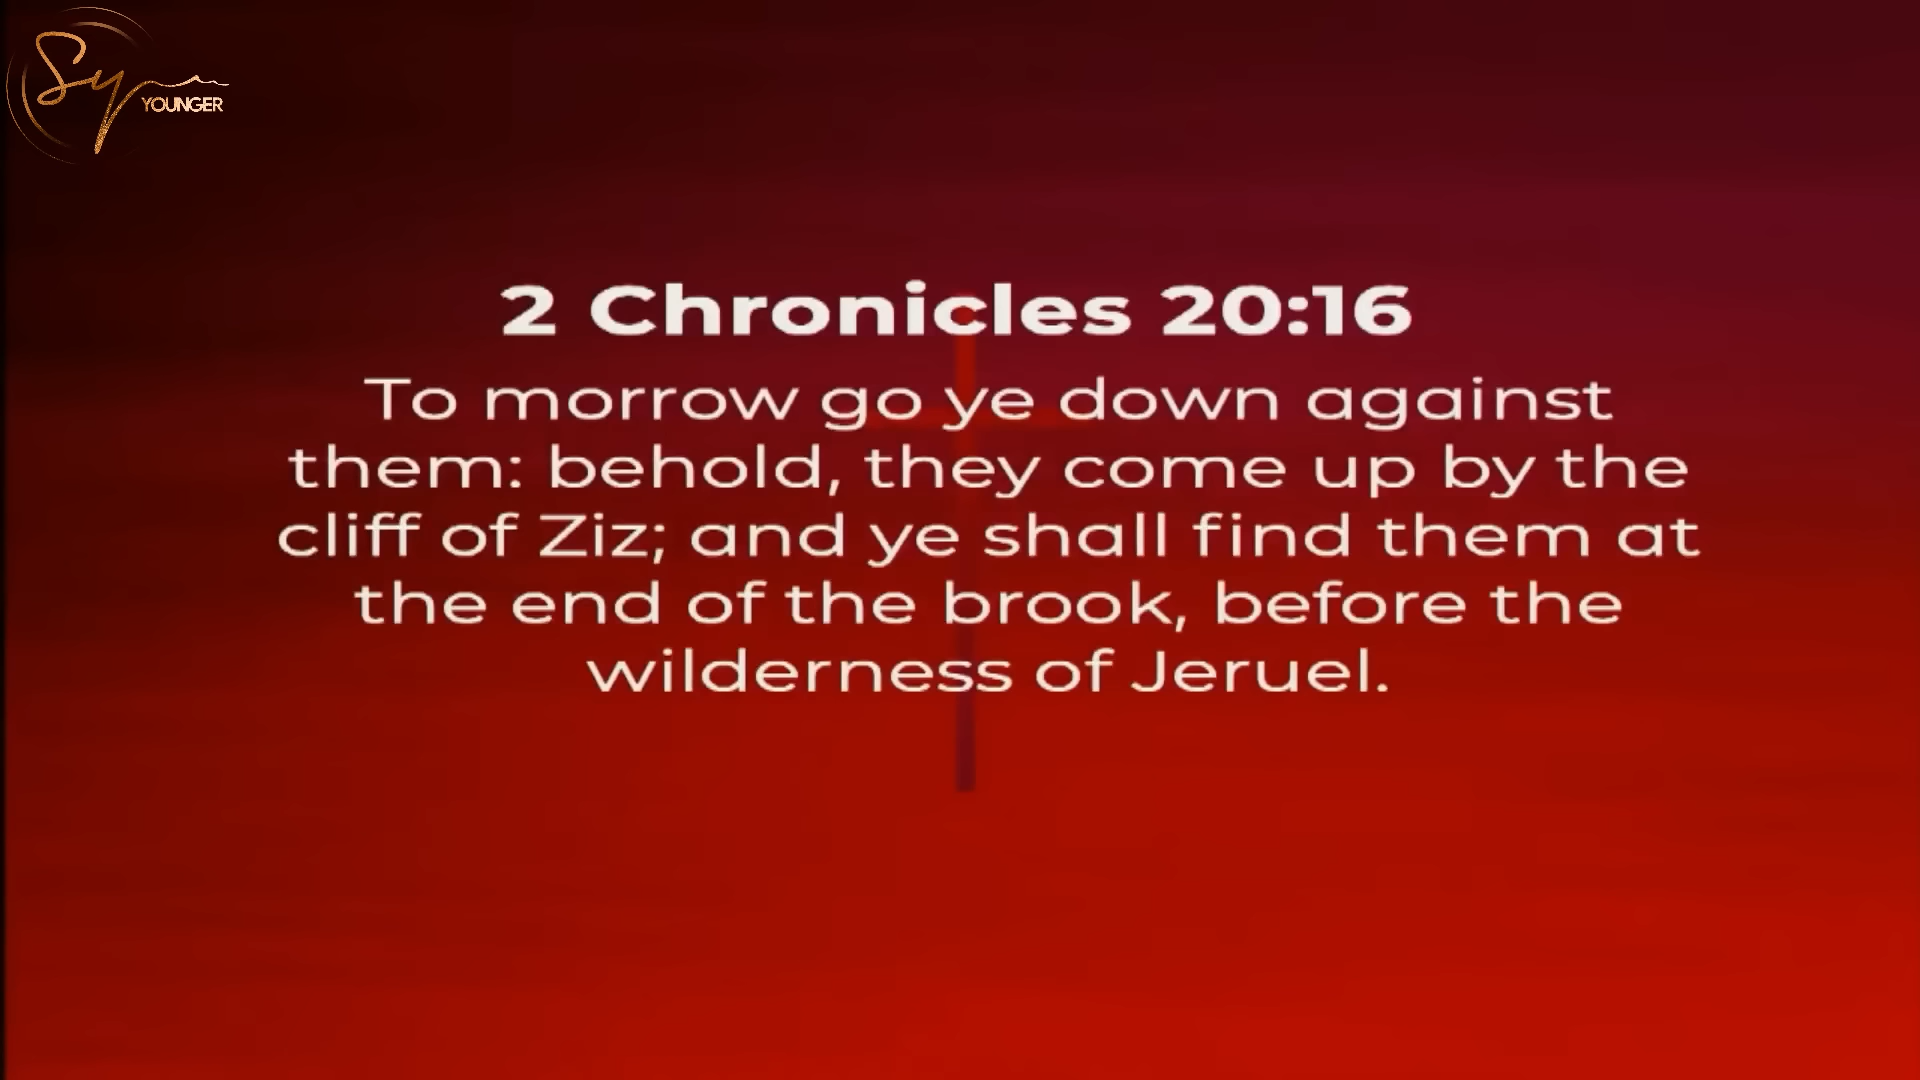 Sy
YOUNGER
2 Chronicles 20:16
To morrow go ye down against
them: behold, they come up by the
cliff of Ziz; and ye shall find them at
the end of the brook, before the
wilderness of Jeruel.